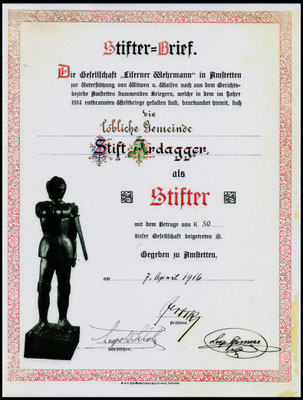 Stifter-Brief.
Die Gesellschaft „Eiserner Wehrmann" in Amstetten
zur Unterstützung von Witwen u. Waisen nach aus dem Gerichts-
bezirke Amstetten stammenden Kriegern, welche in dem im Jahre
1914 entbrannten Weltkriege gefallen sind, beurkundet hiemit, daß
die
löbliche Gemeinde
Stift Ardagger,
als
Stifter
mit dem Betrage von K 50
dieser Gesellschaft beigetreten ist.
Gegeben zu Amstetten,
am 7. April 1916